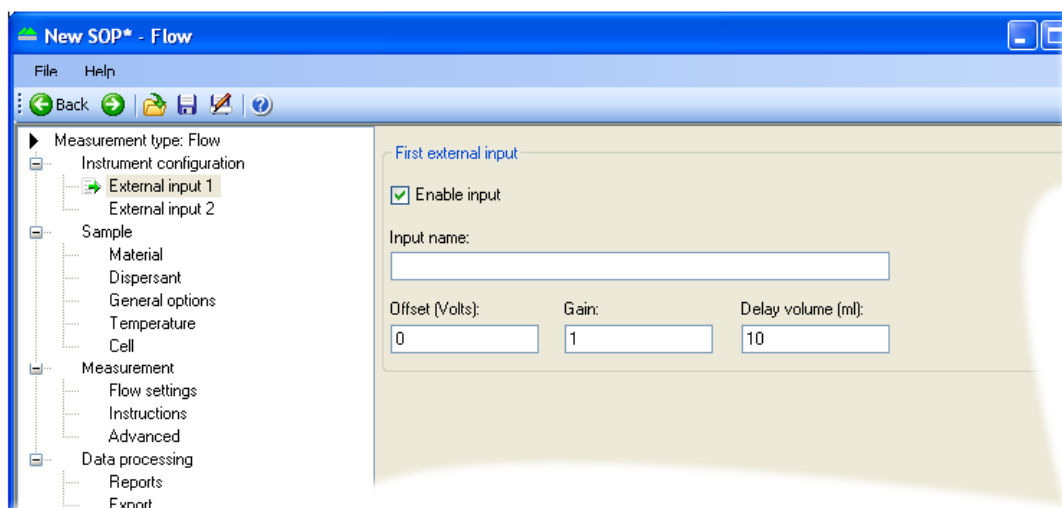 New SOP* - Flow
File Help
Back
Measurement type: Flow
Instrument configuration
External input 1
External input 2
Sample
Material
Dispersant
General options
Temperature
Cell
Measurement
Flow settings
Instructions
Advanced
Data processing
Reports
Export
First external input
Enable input
Input name:
Offset (Volts): Gain: Delay volume (ml):
0 1 10